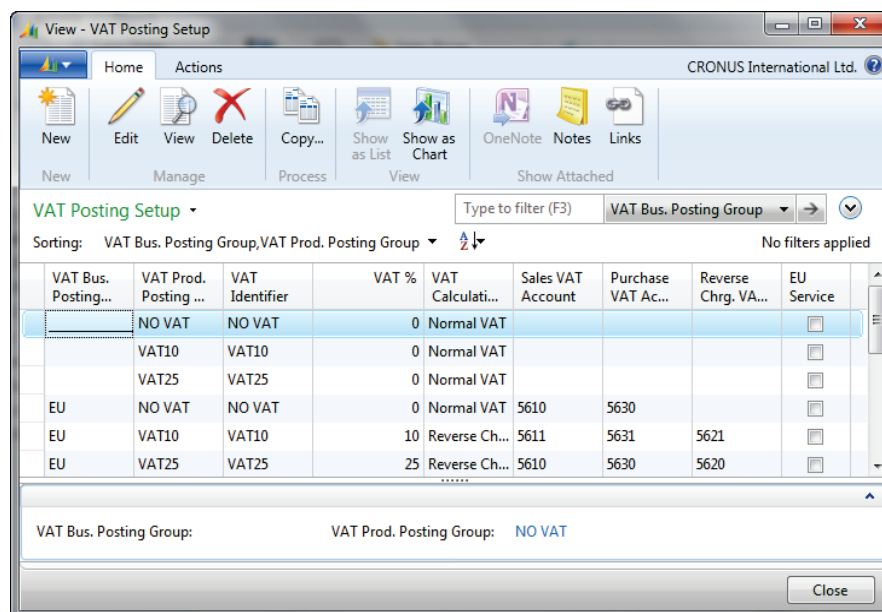 View - VAT Posting Setup
Home Actions CRONUS International Ltd.
New Edit View Delete Copy... Show as List Show as Chart OneNote Notes Links
New Manage Process View Show Attached
VAT Posting Setup Type to filter (F3) VAT Bus. Posting Group
Sorting: VAT Bus. Posting Group,VAT Prod. Posting Group No filters applied
VAT Bus. Posting... VAT Prod. Posting ... VAT Identifier VAT % VAT Calculati... Sales VAT Account Purchase VAT Ac... Reverse Chrg. VA... EU Service
NO VAT NO VAT 0 Normal VAT
VAT10 VAT10 0 Normal VAT
VAT25 VAT25 0 Normal VAT
EU NO VAT NO VAT 0 Normal VAT 5610 5630
EU VAT10 VAT10 10 Reverse Ch... 5611 5631 5621
EU VAT25 VAT25 25 Reverse Ch... 5610 5630 5620
VAT Bus. Posting Group: VAT Prod. Posting Group: NO VAT
Close